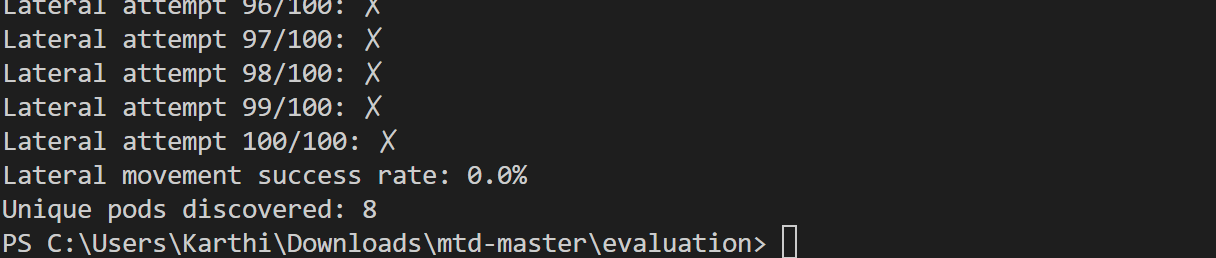 Lateral attempt 96/100: ✗
Lateral attempt 97/100: ✗
Lateral attempt 98/100: ✗
Lateral attempt 99/100: ✗
Lateral attempt 100/100: ✗
Lateral movement success rate: 0.0%
Unique pods discovered: 8
PS C:\Users\Karthi\Downloads\mtd-master\evaluation>